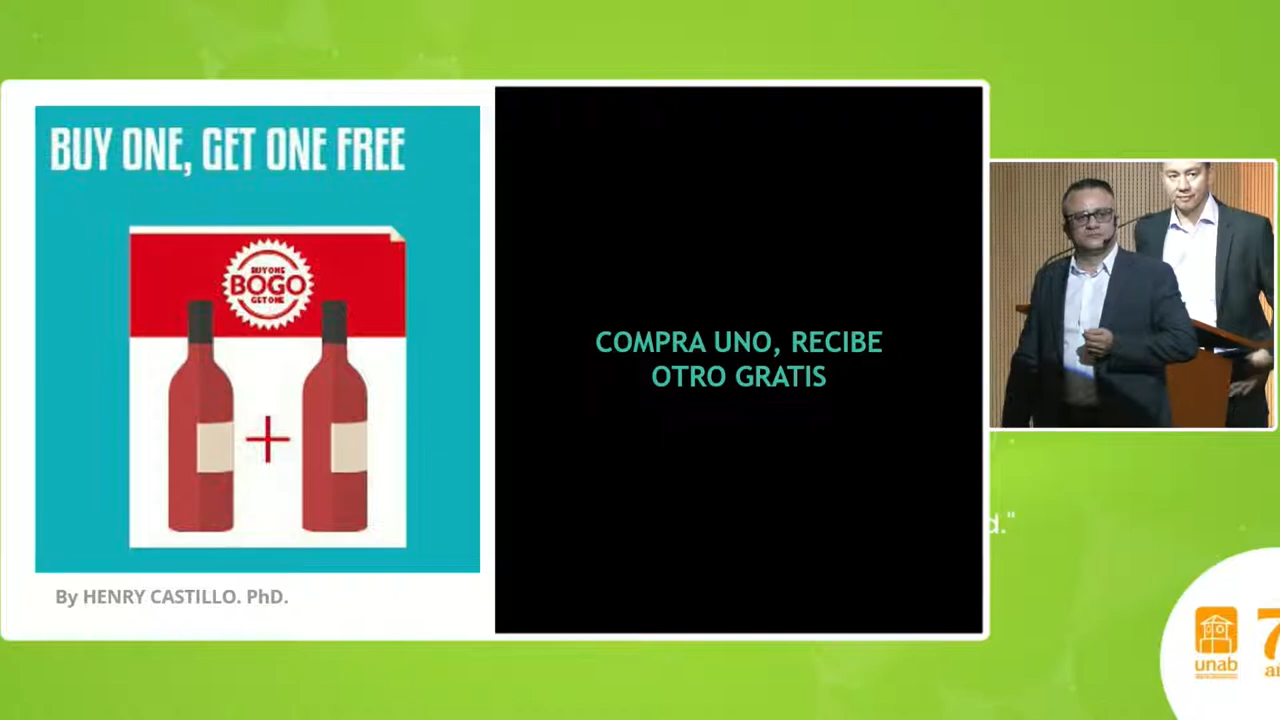 BUY ONE, GET ONE FREE
BUY ONE
BOGO
GET ONE
COMPRA UNO, RECIBE
OTRO GRATIS
By HENRY CASTILLO. PhD.
d."
unab
7